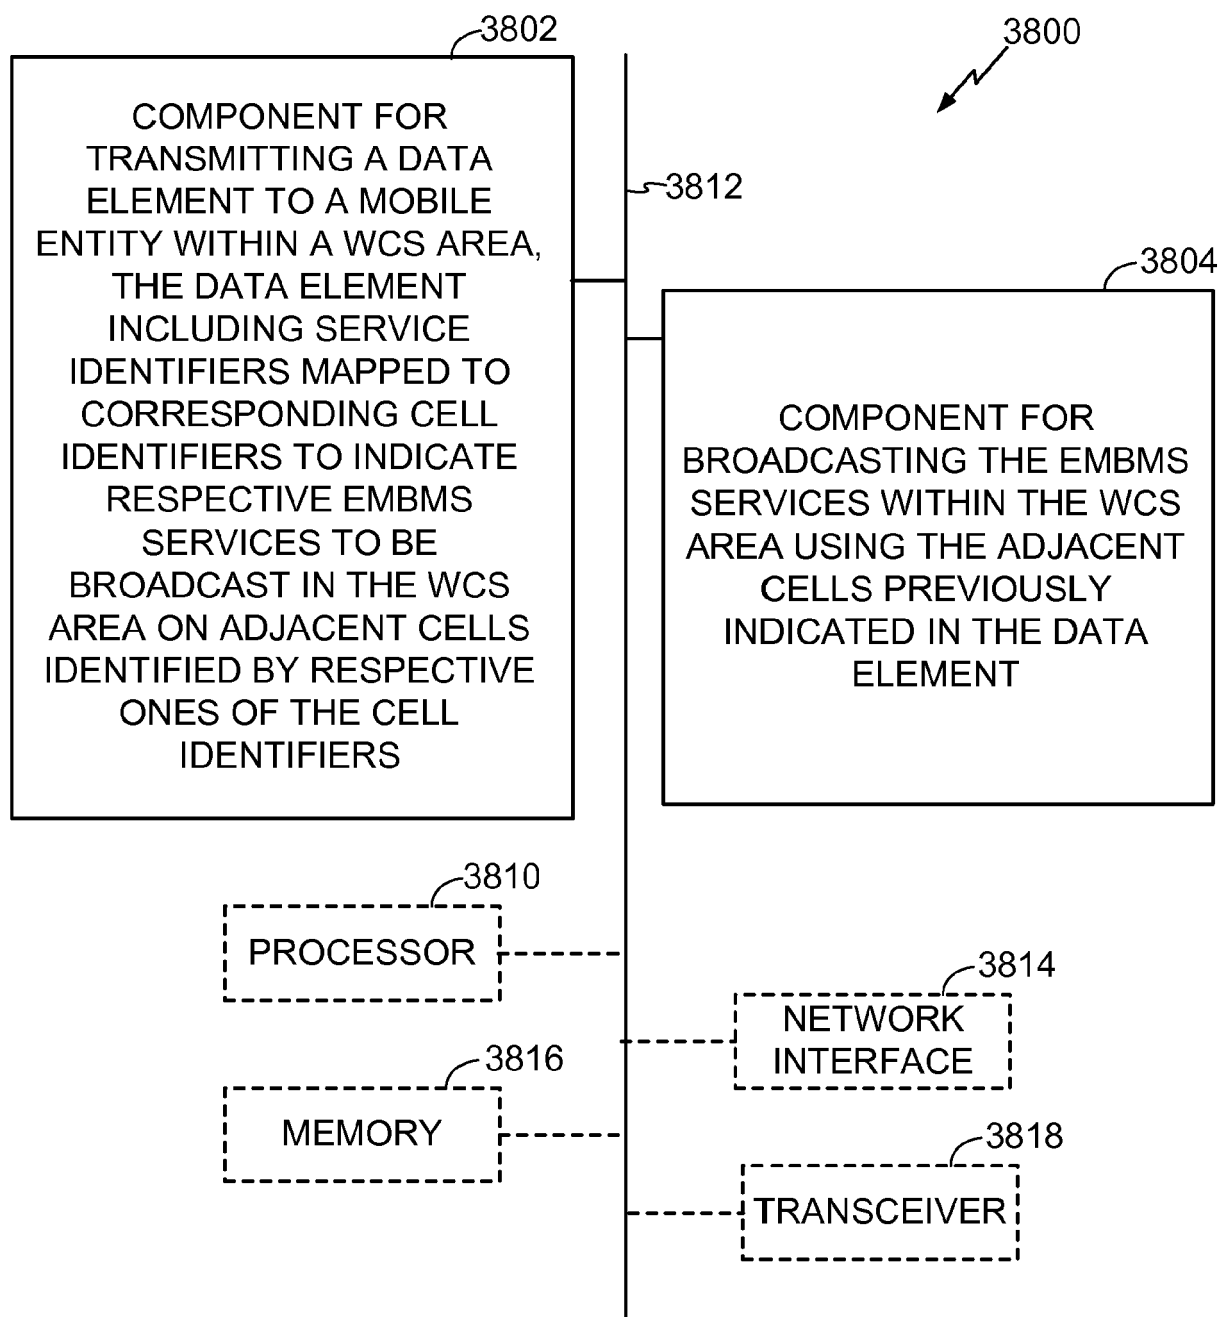 3802
3800
COMPONENT FOR
TRANSMITTING A DATA
ELEMENT TO A MOBILE
ENTITY WITHIN A WCS AREA,
THE DATA ELEMENT
INCLUDING SERVICE
IDENTIFIERS MAPPED TO
CORRESPONDING CELL
IDENTIFIERS TO INDICATE
RESPECTIVE EMBMS
SERVICES TO BE
BROADCAST IN THE WCS
AREA ON ADJACENT CELLS
IDENTIFIED BY RESPECTIVE
ONES OF THE CELL
IDENTIFIERS
3812
3804
COMPONENT FOR
BROADCASTING THE EMBMS
SERVICES WITHIN THE WCS
AREA USING THE ADJACENT
CELLS PREVIOUSLY
INDICATED IN THE DATA
ELEMENT
3810
PROCESSOR
3814
NETWORK
INTERFACE
3816
MEMORY
3818
TRANSCEIVER